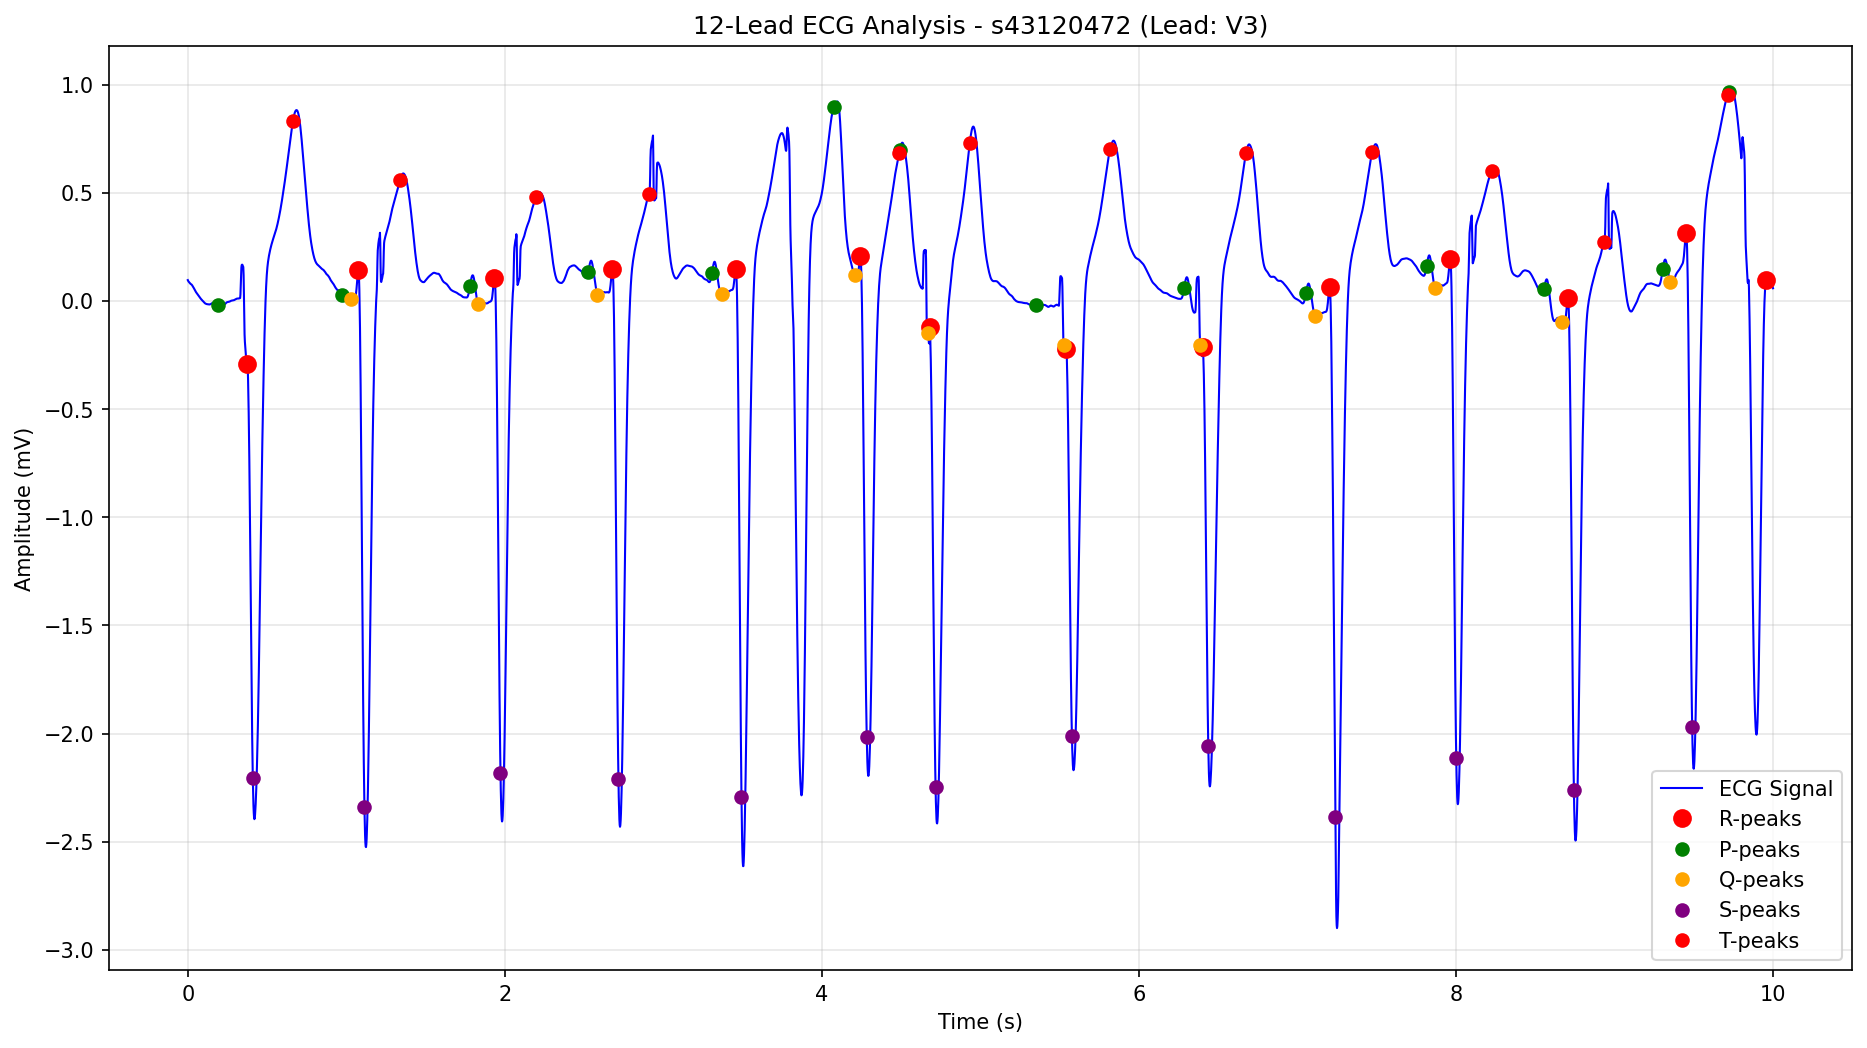 12-Lead ECG Analysis - s43120472 (Lead: V3)
1.0
0.5
0.0
−0.5
−1.0
−1.5
−2.0
−2.5
−3.0
Amplitude (mV)
ECG Signal
R-peaks
P-peaks
Q-peaks
S-peaks
T-peaks
0 2 4 6 8 10
Time (s)